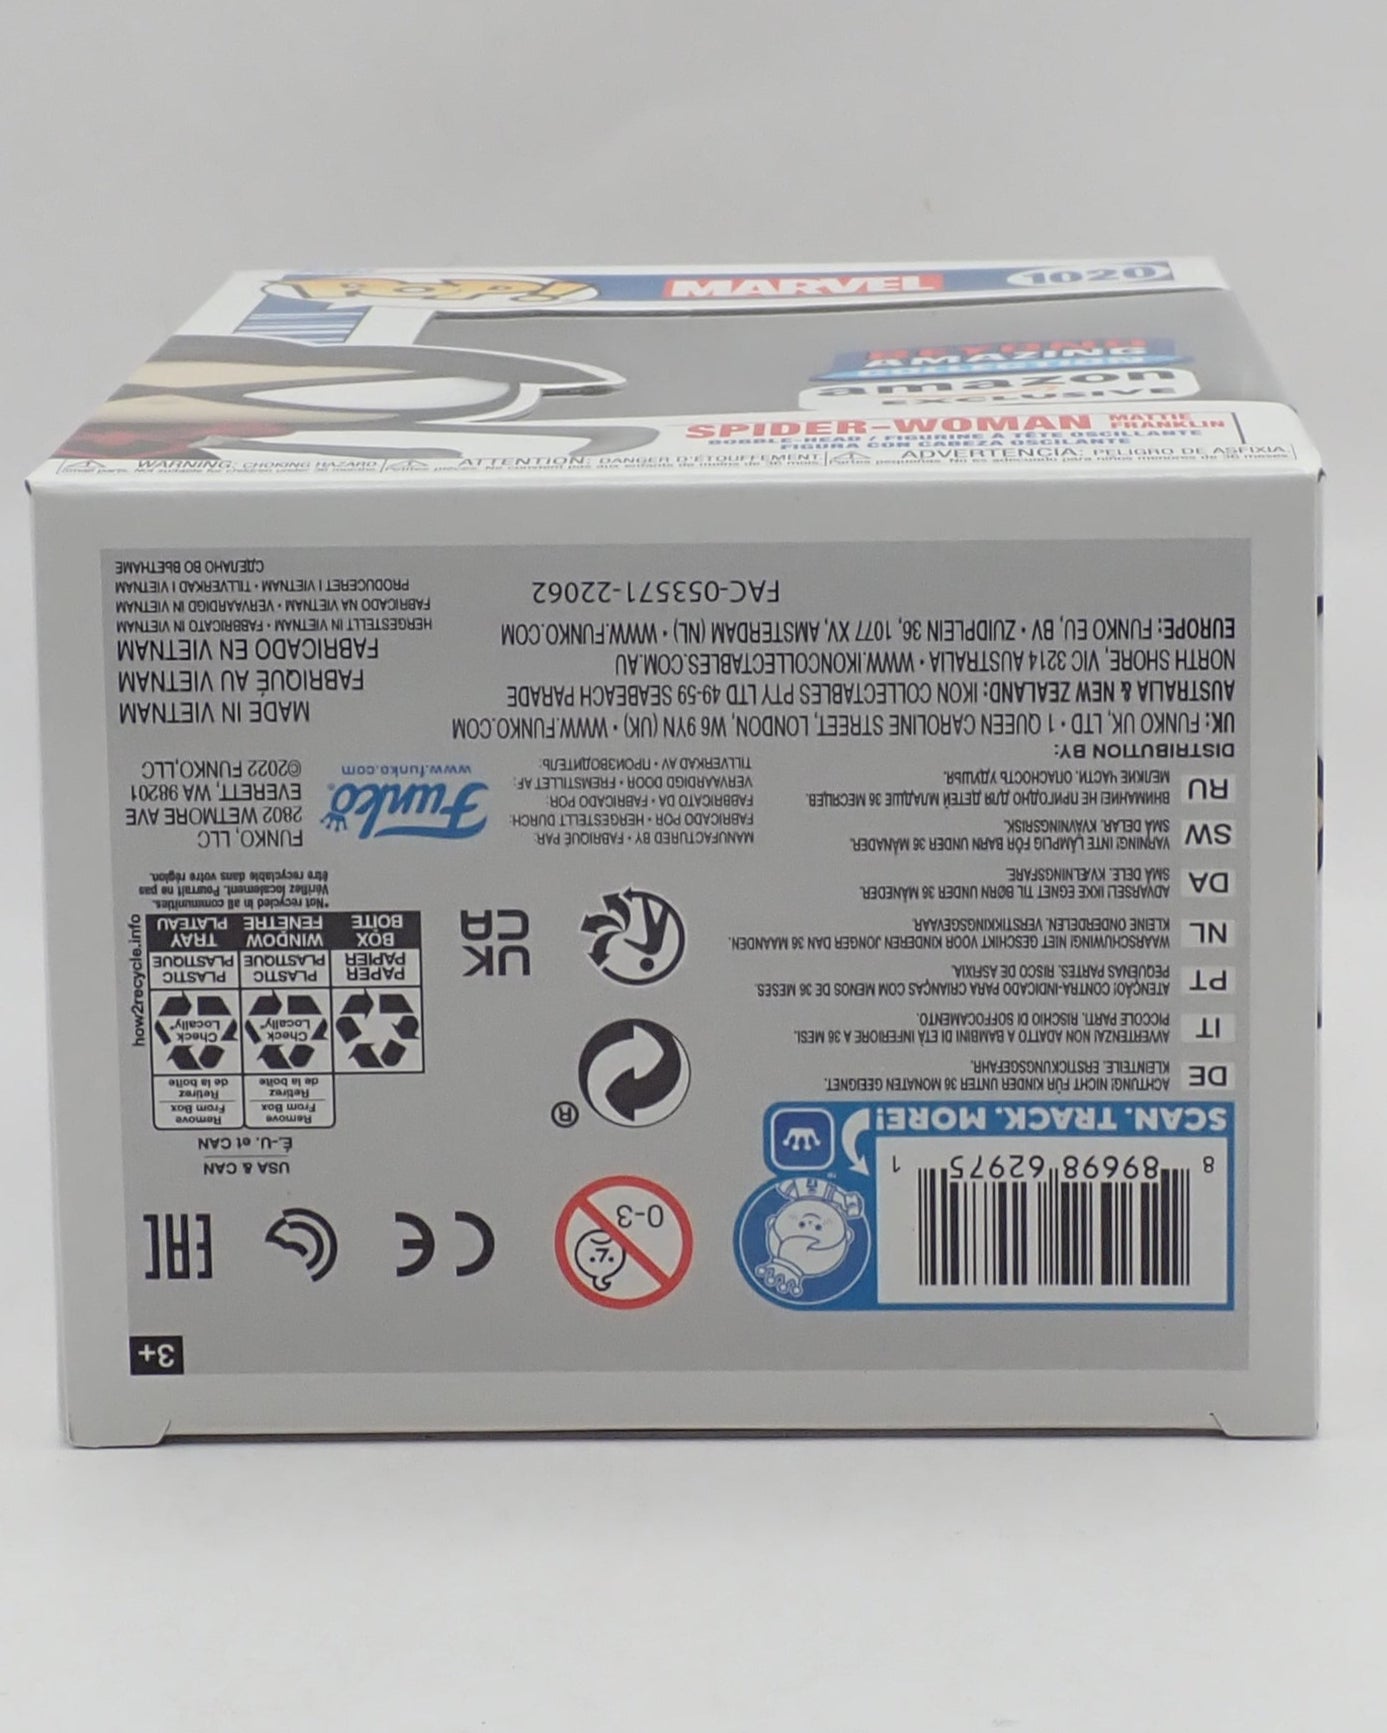 POP!
MARVEL
1020
BEYOND
AMAZING
COLLECTION
amazon
EXCLUSIVE
SPIDER-WOMAN MATTIE FRANKLIN
BOBBLE-HEAD / FIGURINE À TÊTE OSCILLANTE
FIGURA CON CABEZA OSCILANTE
WARNING: CHOKING HAZARD
ATTENTION: DANGER D'ÉTOUFFEMENT.
ADVERTENCIA: PELIGRO DE ASFIXIA.
3+
8 89698 62975 1
SCAN. TRACK. MORE!
0-3
CE
EAC
USA & CAN
É.-U. et CAN
Remove From Box
Retirez de la boîte
Remove From Box
Retirez de la boîte
Check Locally*
Check Locally*
PAPER
PAPIER
BOX
BOÎTE
PLASTIC
PLASTIQUE
WINDOW
FENÊTRE
PLASTIC
PLASTIQUE
TRAY
PLATEAU
how2recycle.info
*Not recycled in all communities.
Vérifiez localement. Pourrait ne pas
être recyclable dans votre région.
®
UK
CA
DE ACHTUNG! NICHT FÜR KINDER UNTER 36 MONATEN GEEIGNET.
KLEINTEILE. ERSTICKUNGSGEFAHR.
IT AVVERTENZA! NON ADATTO A BAMBINI DI ETÀ INFERIORE A 36 MESI.
PICCOLE PARTI. RISCHIO DI SOFFOCAMENTO.
PT ATENÇÃO! CONTRA-INDICADO PARA CRIANÇAS COM MENOS DE 36 MESES.
PEQUENAS PARTES. RISCO DE ASFIXIA.
NL WAARSCHUWING! NIET GESCHIKT VOOR KINDEREN JONGER DAN 36 MAANDEN.
KLEINE ONDERDELEN. VERSTIKKINGSGEVAAR.
DA ADVARSEL! IKKE EGNET TIL BØRN UNDER 36 MÅNEDER.
SMÅ DELE. KVÆLNINGSFARE.
SW VARNING! INTE LÄMPLIG FÖR BARN UNDER 36 MÅNADER.
SMÅ DELAR. KVÄVNINGSRISK.
RU ВНИМАНИЕ! НЕ ПРИГОДНО ДЛЯ ДЕТЕЙ МЛАДШЕ 36 МЕСЯЦЕВ.
МЕЛКИЕ ЧАСТИ. ОПАСНОСТЬ УДУШЬЯ.
MANUFACTURED BY • FABRIQUÉ PAR:
FABRICADO POR • HERGESTELLT DURCH:
FABBRICATO DA • FABRICADO POR:
VERVAARDIGD DOOR • FREMSTILLET AF:
TILLVERKAD AV • ПРОИЗВОДИТЕЛЬ:
Funko®
www.funko.com
FUNKO, LLC
2802 WETMORE AVE
EVERETT, WA 98201
©2022 FUNKO,LLC
DISTRIBUTION BY:
UK: FUNKO UK, LTD • 1 QUEEN CAROLINE STREET, LONDON, W6 9YN (UK) • WWW.FUNKO.COM
AUSTRALIA & NEW ZEALAND: IKON COLLECTABLES PTY LTD 49-59 SEABEACH PARADE
NORTH SHORE, VIC 3214 AUSTRALIA • WWW.IKONCOLLECTABLES.COM.AU
EUROPE: FUNKO EU, BV • ZUIDPLEIN 36, 1077 XV, AMSTERDAM (NL) • WWW.FUNKO.COM
FAC-053571-22062
MADE IN VIETNAM
FABRIQUÉ AU VIETNAM
FABRICADO EN VIETNAM
HERGESTELLT IN VIETNAM • FABBRICATO IN VIETNAM
FABRICADO NA VIETNAM • VERVAARDIGD IN VIETNAM
PRODUCERET I VIETNAM • TILLVERKAD I VIETNAM
СДЕЛАНО ВО ВЬЕТНАМЕ